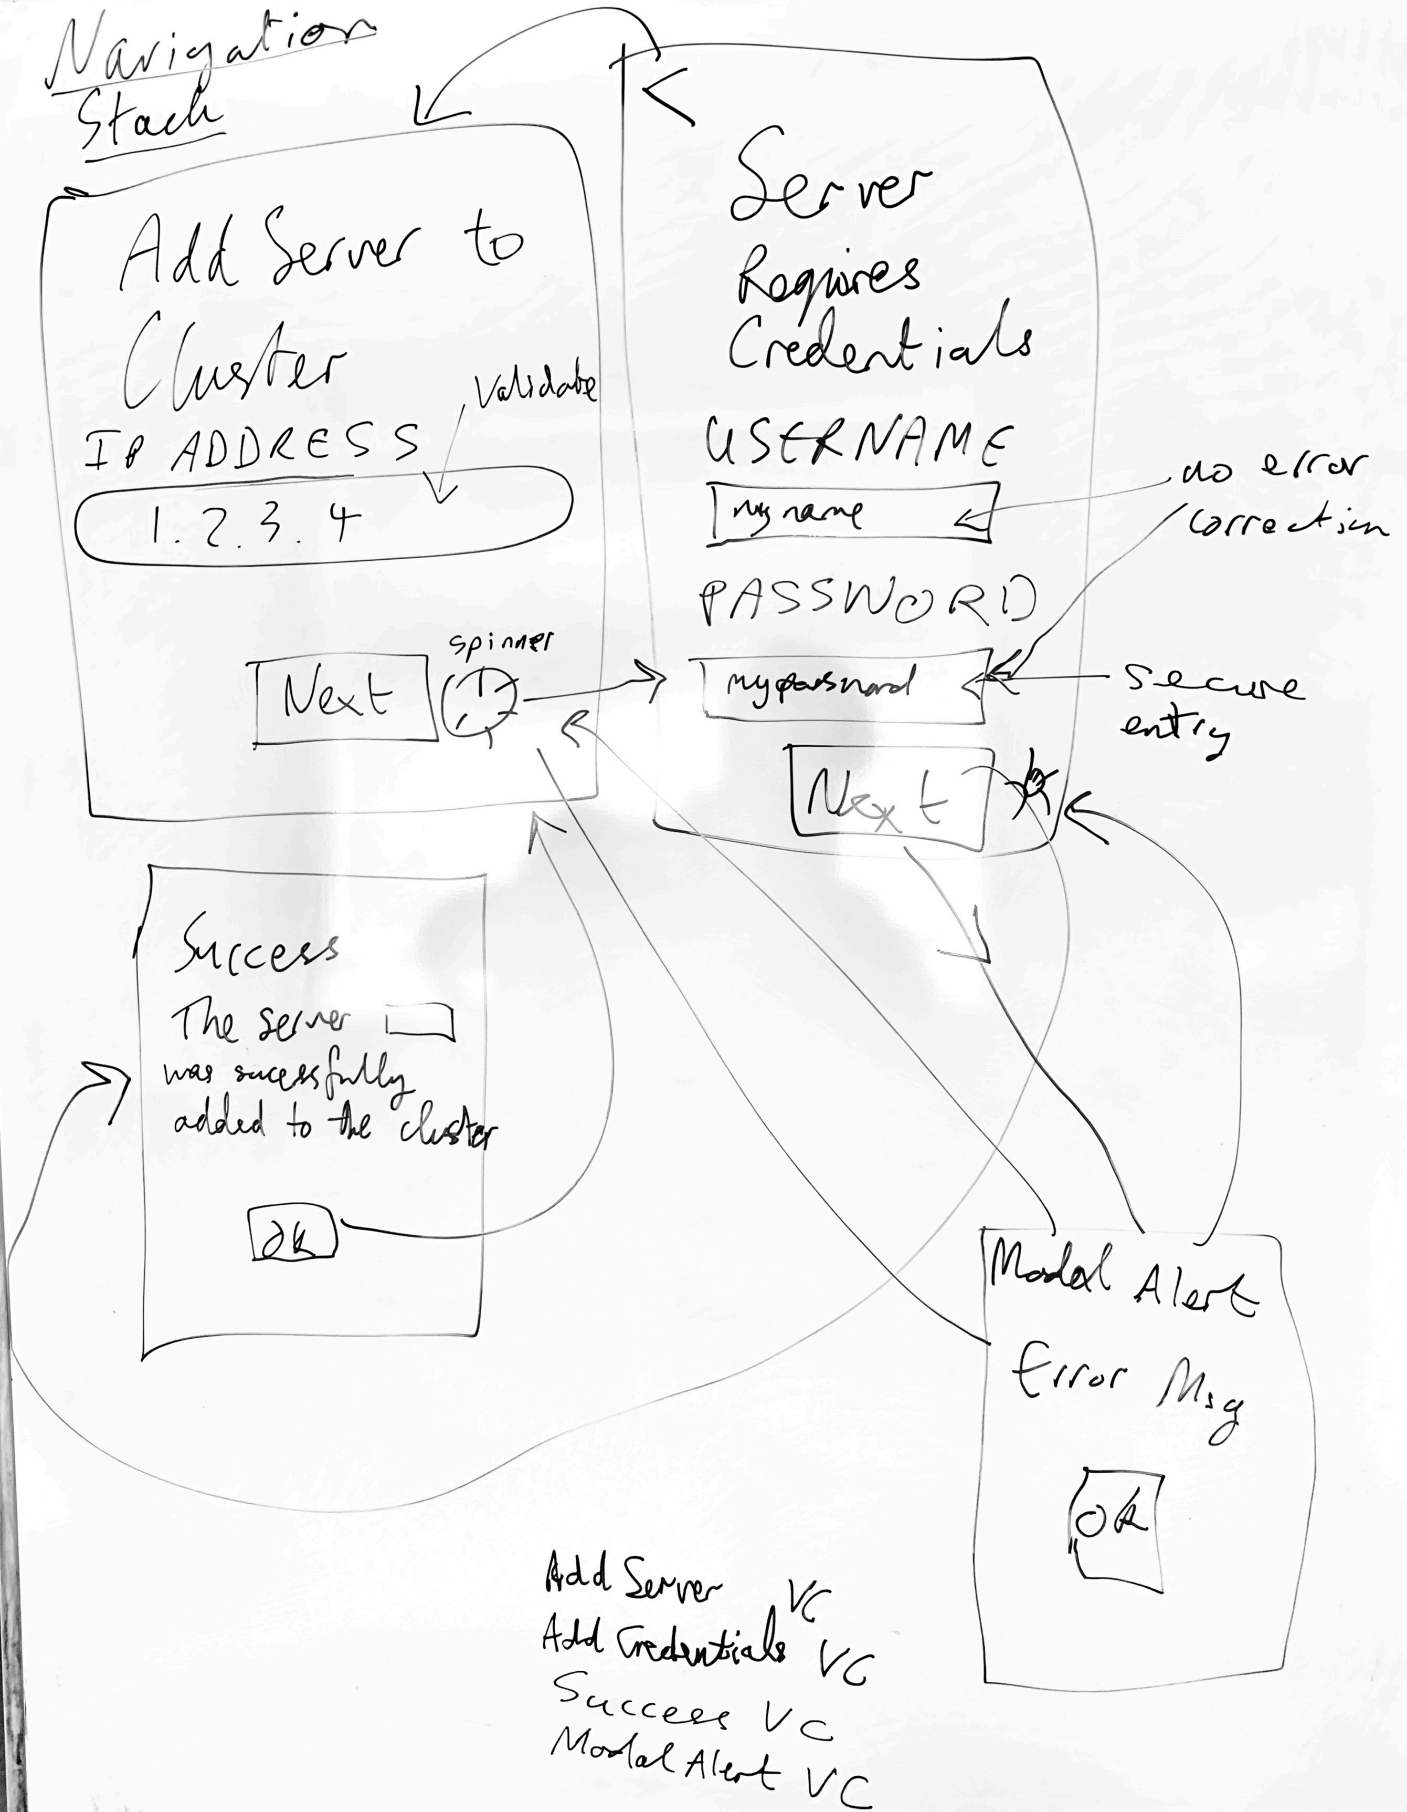 Navigation
Stack
<
Add Server to
Cluster
Validate
IP ADDRESS
1.2.3.4
Next
spinner
Server
Requires
Credentials
USERNAME
myname
no error
correction
PASSWORD
mypassword
secure
entry
Next
Success
The server
was sucessfully
added to the cluster
OK
Modal Alert
Error Msg
OK
Add Server VC
Add Credentials VC
Success VC
Modal Alert VC